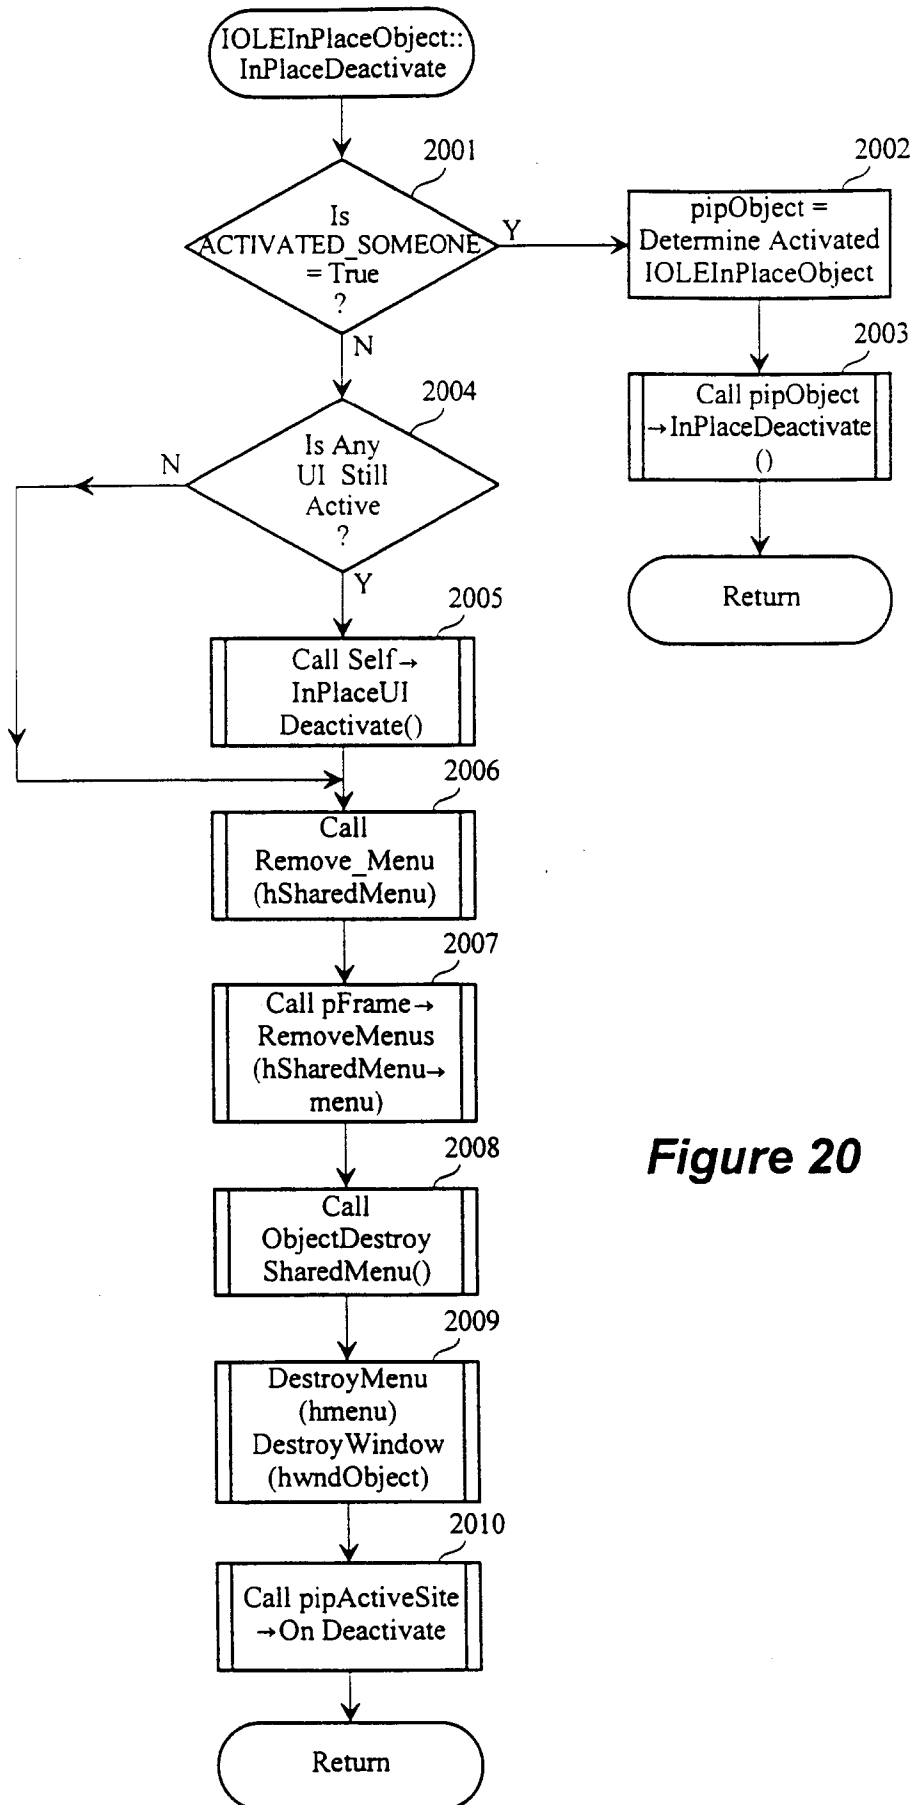 IOLEInPlaceObject::
InPlaceDeactivate
2001
Is
ACTIVATED_SOMEONE
= True
?
Y
N
2002
pipObject =
Determine Activated
IOLEInPlaceObject
2003
Call pipObject
→InPlaceDeactivate
()
Return
2004
Is Any
UI Still
Active
?
N
Y
2005
Call Self→
InPlaceUI
Deactivate()
2006
Call
Remove_Menu
(hSharedMenu)
2007
Call pFrame→
RemoveMenus
(hSharedMenu→
menu)
2008
Call
ObjectDestroy
SharedMenu()
2009
DestroyMenu
(hmenu)
DestroyWindow
(hwndObject)
2010
Call pipActiveSite
→On Deactivate
Return
Figure 20